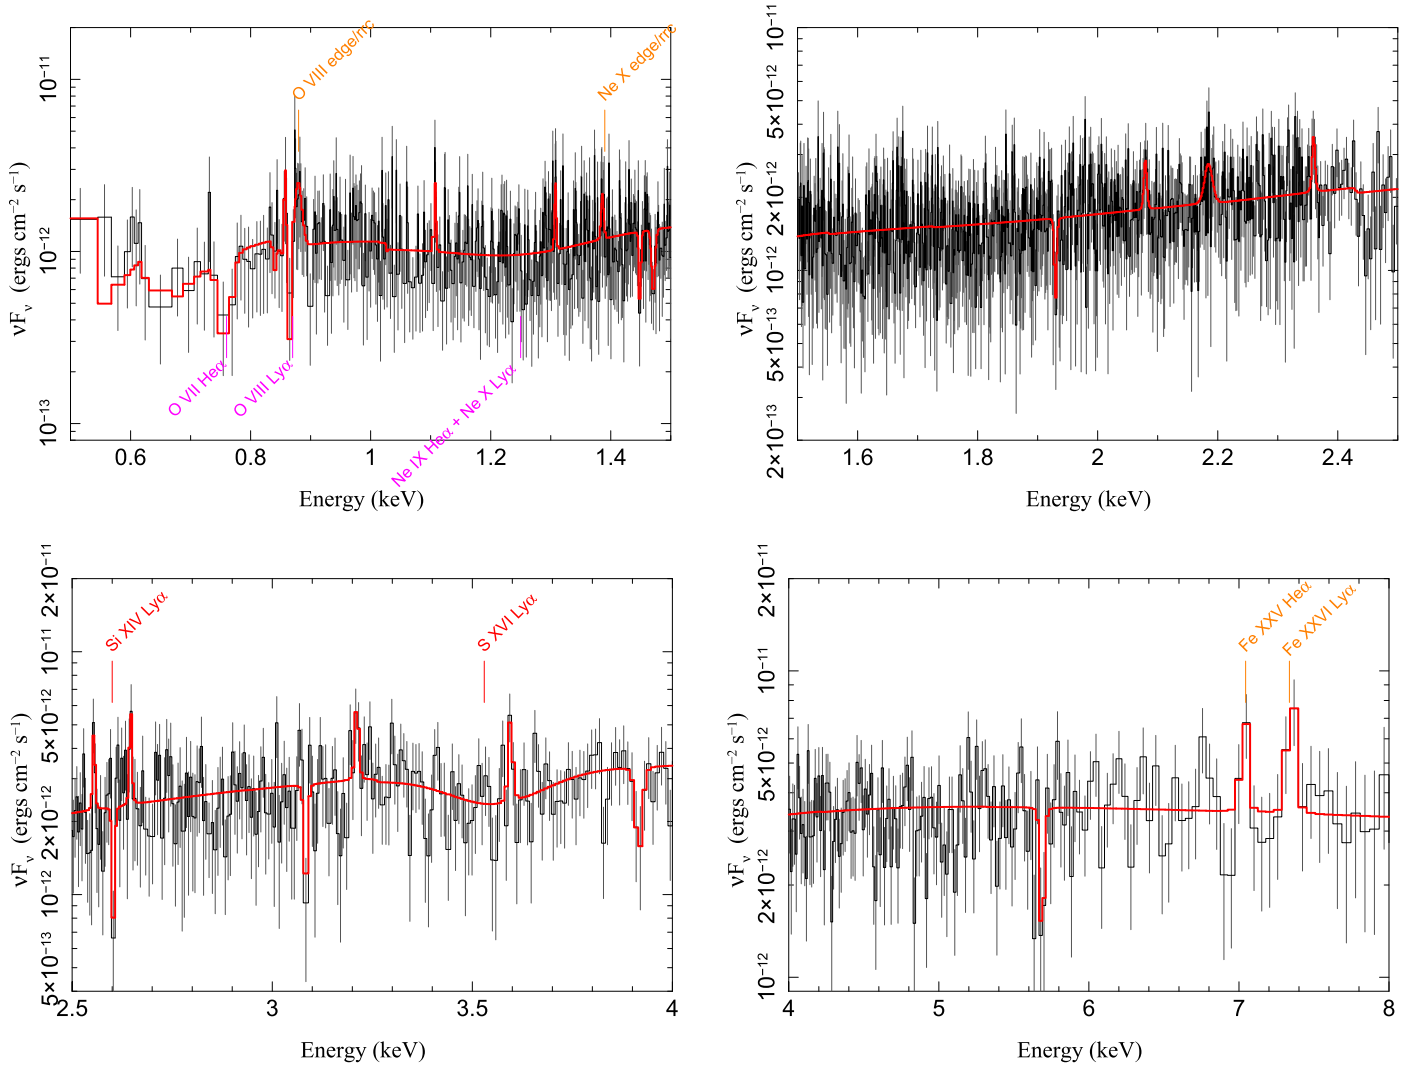 O VIII edge/rrc
Ne X edge/rrc
10⁻¹¹
10⁻¹²
10⁻¹³
νFν (ergs cm⁻² s⁻¹)
O VII Heα
O VIII Lyα
Ne IX Heα + Ne X Lyα
0.6 0.8 1 1.2 1.4
Energy (keV)
10⁻¹¹
5×10⁻¹²
2×10⁻¹²
10⁻¹²
5×10⁻¹³
2×10⁻¹³
νFν (ergs cm⁻² s⁻¹)
1.6 1.8 2 2.2 2.4
Energy (keV)
Si XIV Lyα
S XVI Lyα
2×10⁻¹¹
10⁻¹¹
5×10⁻¹²
2×10⁻¹²
10⁻¹²
5×10⁻¹³
νFν (ergs cm⁻² s⁻¹)
2.5 3 3.5 4
Energy (keV)
Fe XXV Heα
Fe XXVI Lyα
2×10⁻¹¹
10⁻¹¹
5×10⁻¹²
2×10⁻¹²
10⁻¹²
νFν (ergs cm⁻² s⁻¹)
4 5 6 7 8
Energy (keV)